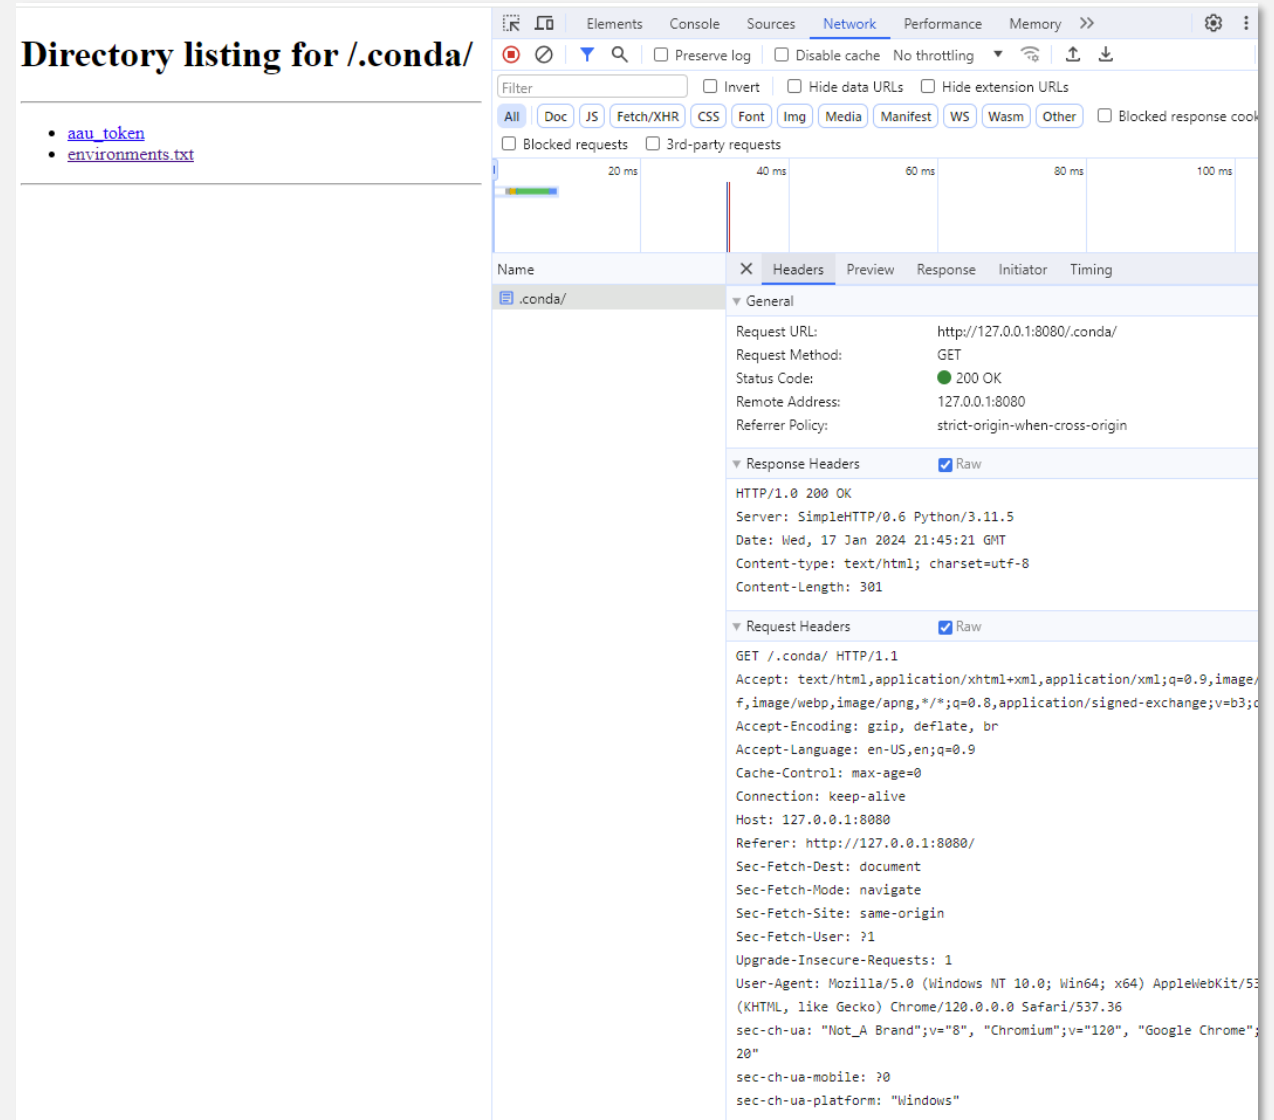 Directory listing for /.conda/
aau_token
environments.txt
Elements Console Sources Network Performance Memory
Preserve log Disable cache No throttling
Filter Invert Hide data URLs Hide extension URLs
All Doc JS Fetch/XHR CSS Font Img Media Manifest WS Wasm Other Blocked response cook
Blocked requests 3rd-party requests
20 ms 40 ms 60 ms 80 ms 100 ms
Name
.conda/
Headers Preview Response Initiator Timing
General
Request URL: http://127.0.0.1:8080/.conda/
Request Method: GET
Status Code: 200 OK
Remote Address: 127.0.0.1:8080
Referrer Policy: strict-origin-when-cross-origin
Response Headers Raw
HTTP/1.0 200 OK
Server: SimpleHTTP/0.6 Python/3.11.5
Date: Wed, 17 Jan 2024 21:45:21 GMT
Content-type: text/html; charset=utf-8
Content-Length: 301
Request Headers Raw
GET /.conda/ HTTP/1.1
Accept: text/html,application/xhtml+xml,application/xml;q=0.9,image/
f,image/webp,image/apng,*/*;q=0.8,application/signed-exchange;v=b3;q
Accept-Encoding: gzip, deflate, br
Accept-Language: en-US,en;q=0.9
Cache-Control: max-age=0
Connection: keep-alive
Host: 127.0.0.1:8080
Referer: http://127.0.0.1:8080/
Sec-Fetch-Dest: document
Sec-Fetch-Mode: navigate
Sec-Fetch-Site: same-origin
Sec-Fetch-User: ?1
Upgrade-Insecure-Requests: 1
User-Agent: Mozilla/5.0 (Windows NT 10.0; Win64; x64) AppleWebKit/53
(KHTML, like Gecko) Chrome/120.0.0.0 Safari/537.36
sec-ch-ua: "Not_A Brand";v="8", "Chromium";v="120", "Google Chrome";
20"
sec-ch-ua-mobile: ?0
sec-ch-ua-platform: "Windows"